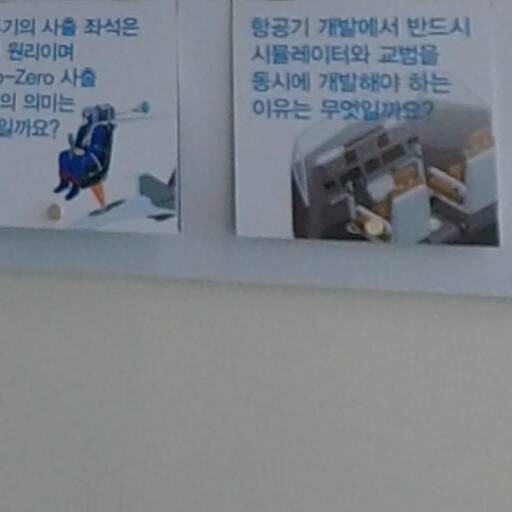 기의 사출 좌석은
원리이며
-Zero 사출
의 의미는
일까요?
항공기 개발에서 반드시
시뮬레이터와 교범을
동시에 개발해야 하는
이유는 무엇일까요?